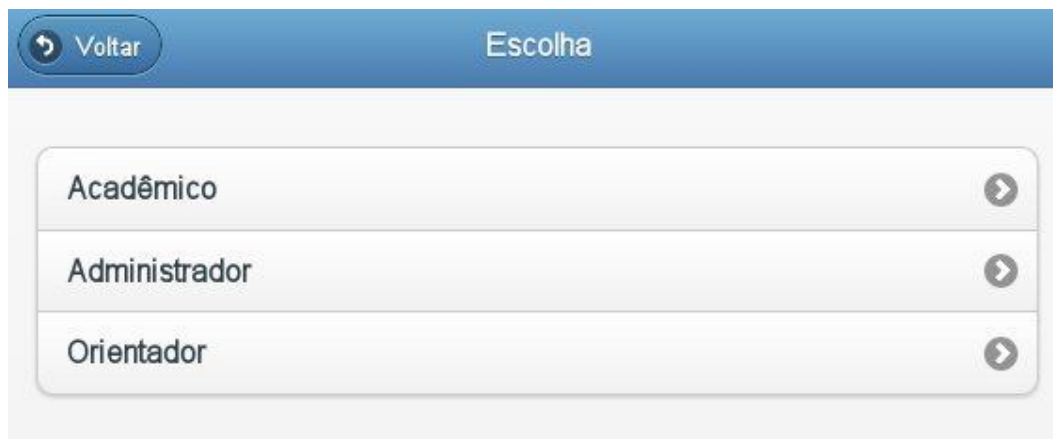 Voltar
Escolha
Acadêmico
Administrador
Orientador